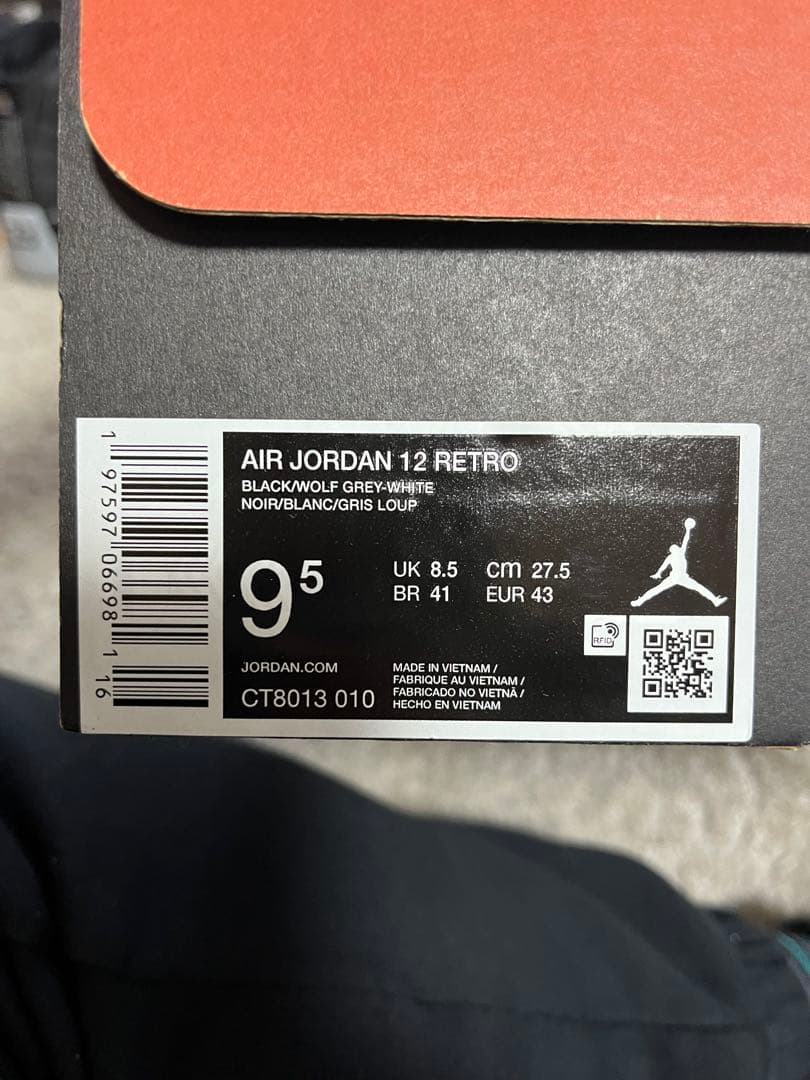 AIR JORDAN 12 RETRO
BLACK/WOLF GREY-WHITE
NOIR/BLANC/GRIS LOUP
9⁵
UK 8.5 cm 27.5
BR 41 EUR 43
RFID
JORDAN.COM
CT8013 010
MADE IN VIETNAM /
FABRIQUE AU VIETNAM /
FABRICADO NO VIETNÃ /
HECHO EN VIETNAM
1 97597 06698 1 16